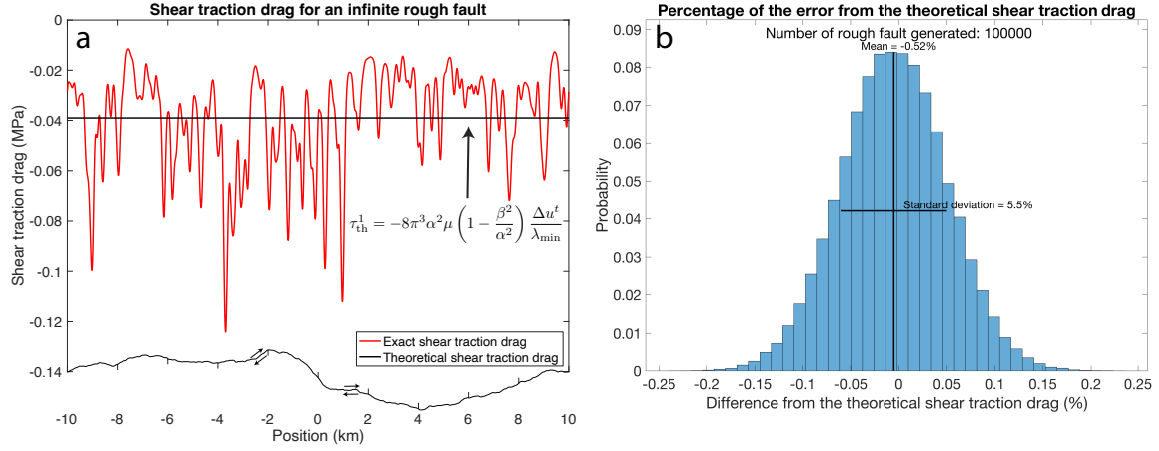 Shear traction drag for an infinite rough fault
a
0
-0.02
-0.04
-0.06
-0.08
-0.1
-0.12
-0.14
Shear traction drag (MPa)
τ¹ₜₕ = −8π³α²μ (1 − β²/α²) Δuᵗ/λₘᵢₙ
Exact shear traction drag
Theoretical shear traction drag
-10 -8 -6 -4 -2 0 2 4 6 8 10
Position (km)
Percentage of the error from the theoretical shear traction drag
b
Number of rough fault generated: 100000
Mean = -0.52%
Standard deviation = 5.5%
0.09
0.08
0.07
0.06
0.05
0.04
0.03
0.02
0.01
0
Probability
-0.25 -0.2 -0.15 -0.1 -0.05 0 0.05 0.1 0.15 0.2 0.25
Difference from the theoretical shear traction drag (%)